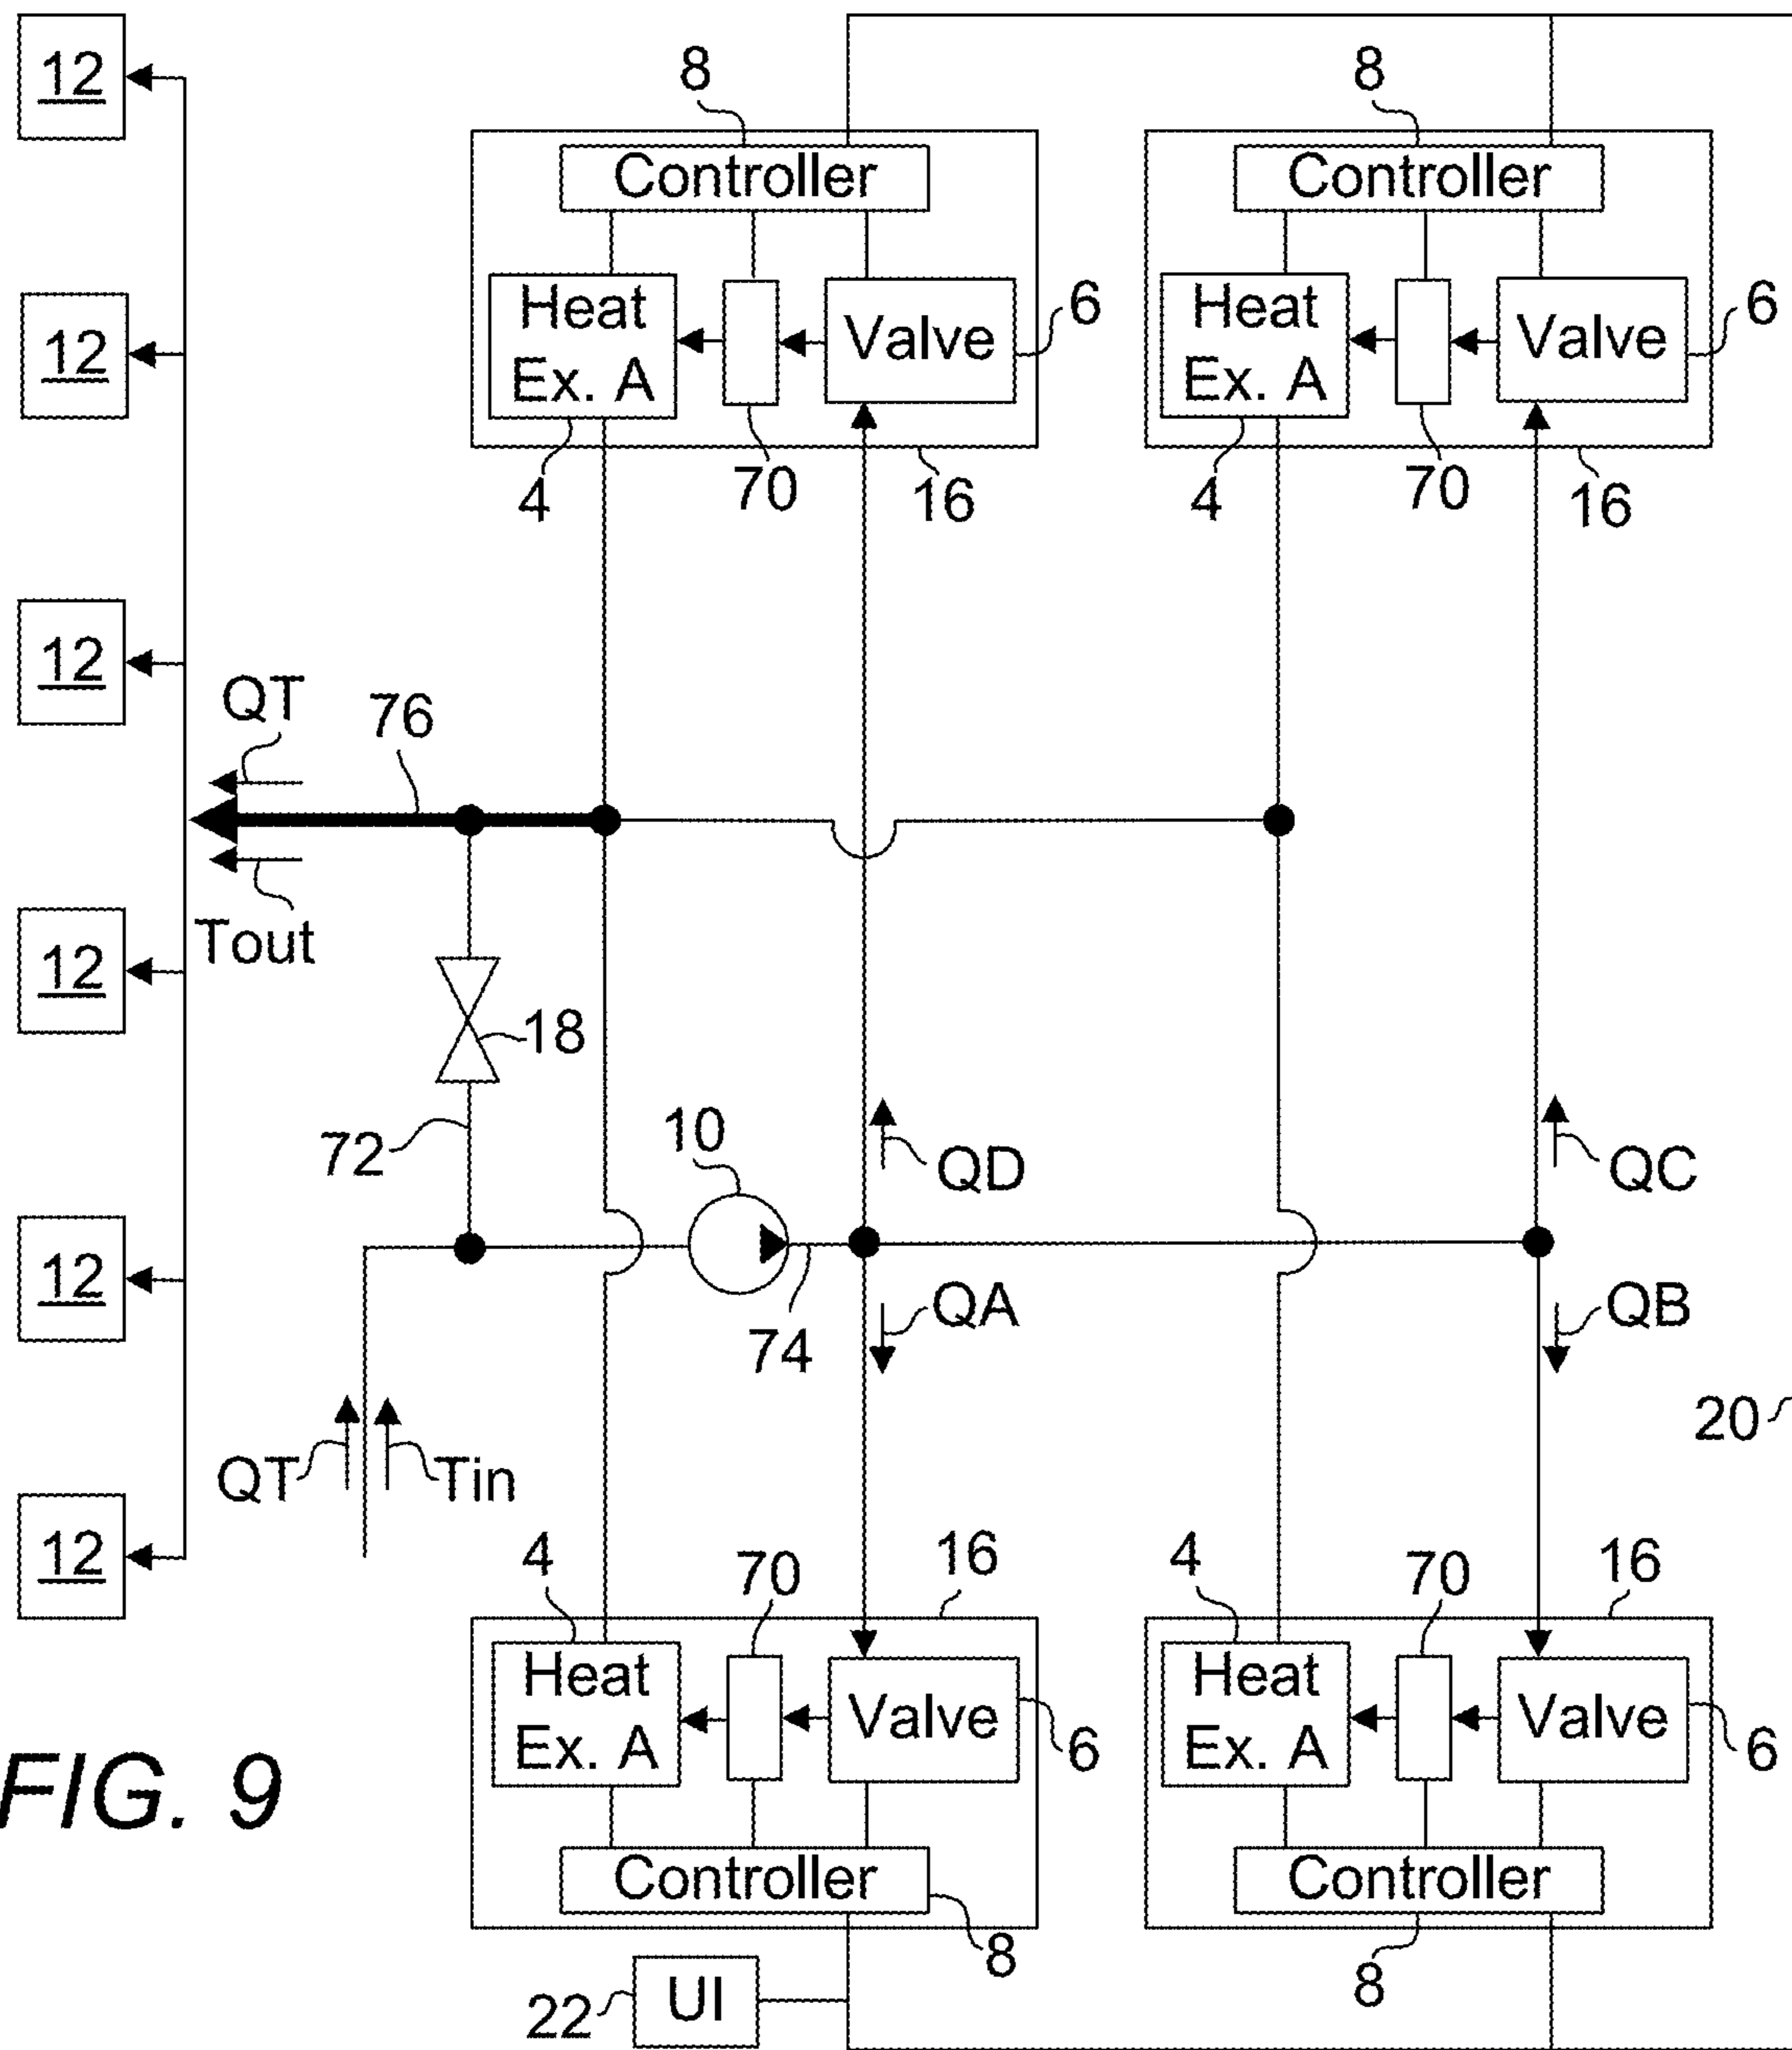 12
8
8
Controller
Controller
Heat
Ex. A
Valve
6
Heat
Ex. A
Valve
6
12
4
70
16
4
70
16
12
QT
76
Tout
12
18
72
10
QD
QC
12
QA
QB
74
20
QT
Tin
12
4
70
16
4
70
16
Heat
Ex. A
Valve
6
Heat
Ex. A
Valve
6
FIG. 9
Controller
Controller
8
8
22
UI